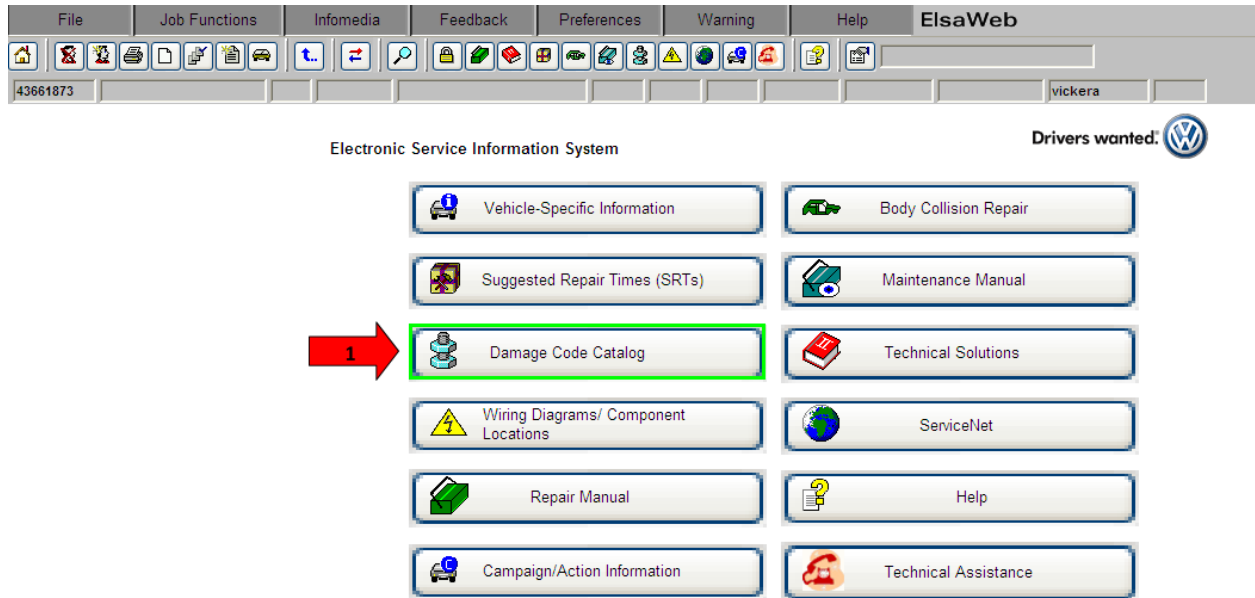 File Job Functions Infomedia Feedback Preferences Warning Help ElsaWeb
t..
43661873 vickera
Drivers wanted.
Electronic Service Information System
Vehicle-Specific Information
Body Collision Repair
Suggested Repair Times (SRTs)
Maintenance Manual
1
Damage Code Catalog
Technical Solutions
Wiring Diagrams/ Component
Locations
ServiceNet
Repair Manual
Help
Campaign/Action Information
Technical Assistance